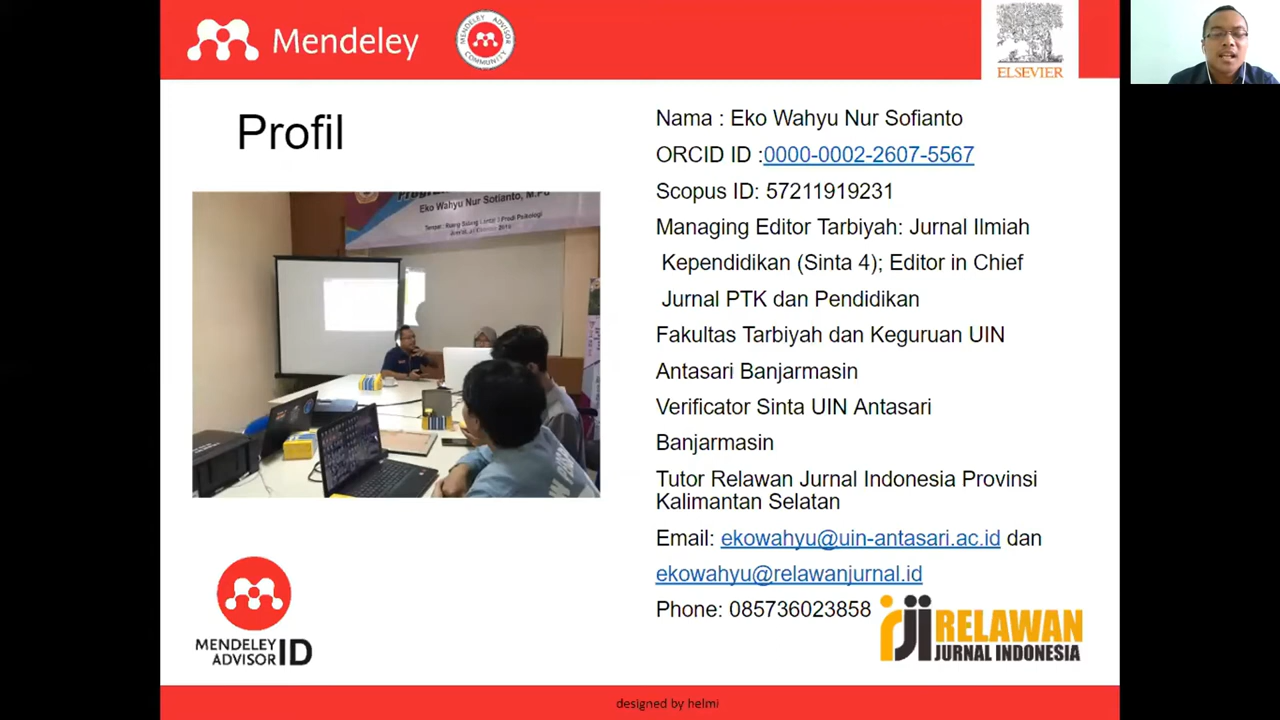 Mendeley
MENDELEY ADVISOR COMMUNITY
ELSEVIER
Profil
Eko Wahyu Nur Sofianto, M.Pd
Nama : Eko Wahyu Nur Sofianto
ORCID ID :0000-0002-2607-5567
Scopus ID: 57211919231
Managing Editor Tarbiyah: Jurnal Ilmiah
Kependidikan (Sinta 4); Editor in Chief
Jurnal PTK dan Pendidikan
Fakultas Tarbiyah dan Keguruan UIN
Antasari Banjarmasin
Verificator Sinta UIN Antasari
Banjarmasin
Tutor Relawan Jurnal Indonesia Provinsi
Kalimantan Selatan
Email: ekowahyu@uin-antasari.ac.id dan
ekowahyu@relawanjurnal.id
Phone: 085736023858
MENDELEY
ADVISOR ID
rji RELAWAN
JURNAL INDONESIA
designed by helmi